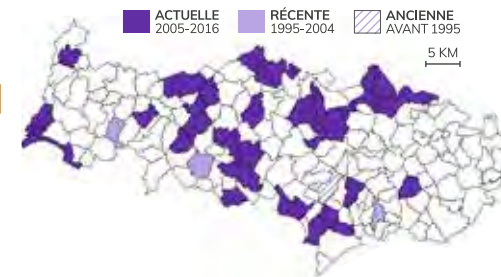 ACTUELLE
2005-2016
RÉCENTE
1995-2004
ANCIENNE
AVANT 1995
5 KM